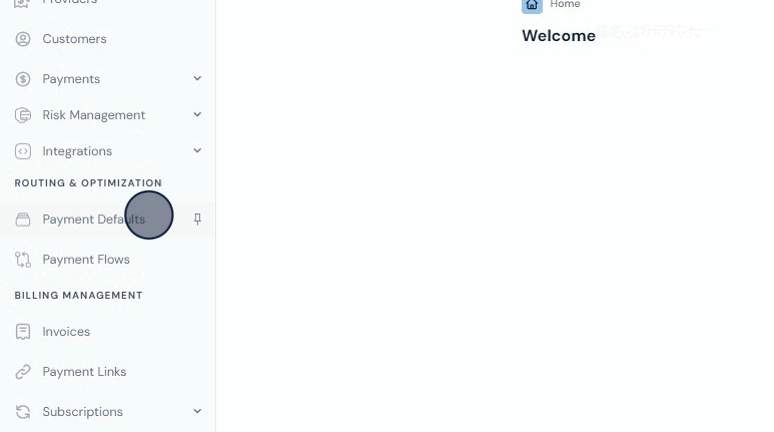 Providers
Customers
Payments
Risk Management
Integrations
ROUTING & OPTIMIZATION
Payment Defaults
Payment Flows
BILLING MANAGEMENT
Invoices
Payment Links
Subscriptions
Home
Welcome